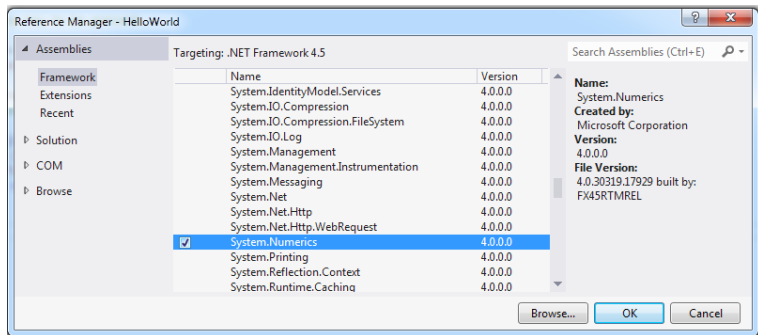 Reference Manager - HelloWorld
Assemblies
Framework
Extensions
Recent
Solution
COM
Browse
Targeting: .NET Framework 4.5
Search Assemblies (Ctrl+E)
Name Version
System.IdentityModel.Services 4.0.0.0
System.IO.Compression 4.0.0.0
System.IO.Compression.FileSystem 4.0.0.0
System.IO.Log 4.0.0.0
System.Management 4.0.0.0
System.Management.Instrumentation 4.0.0.0
System.Messaging 4.0.0.0
System.Net 4.0.0.0
System.Net.Http 4.0.0.0
System.Net.Http.WebRequest 4.0.0.0
System.Numerics 4.0.0.0
System.Printing 4.0.0.0
System.Reflection.Context 4.0.0.0
System.Runtime.Caching 4.0.0.0
Name:
System.Numerics
Created by:
Microsoft Corporation
Version:
4.0.0.0
File Version:
4.0.30319.17929 built by:
FX45RTMREL
Browse... OK Cancel